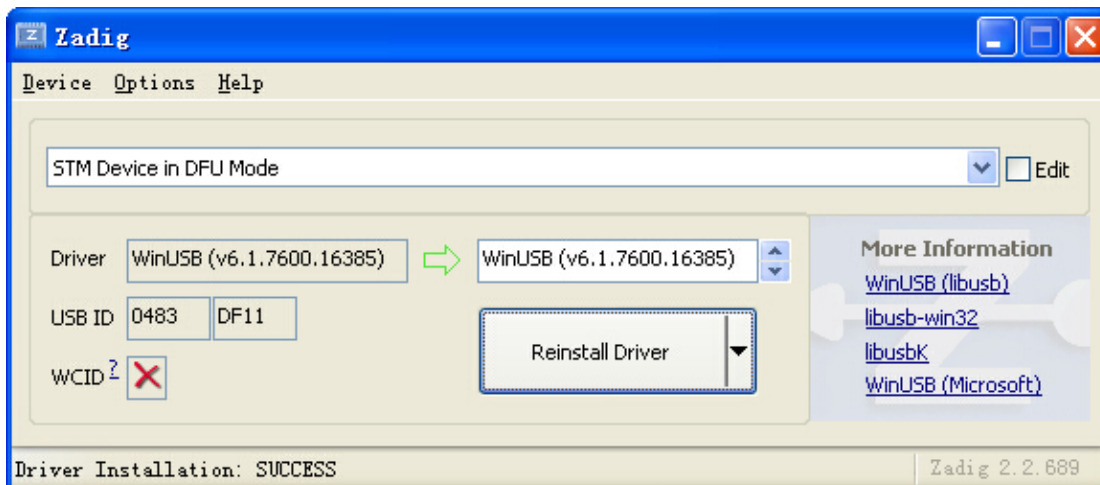 Zadig
Device Options Help
STM Device in DFU Mode
Edit
Driver WinUSB (v6.1.7600.16385) WinUSB (v6.1.7600.16385)
USB ID 0483 DF11
WCID ?
Reinstall Driver
More Information
WinUSB (libusb)
libusb-win32
libusbK
WinUSB (Microsoft)
Driver Installation: SUCCESS
Zadig 2.2.689